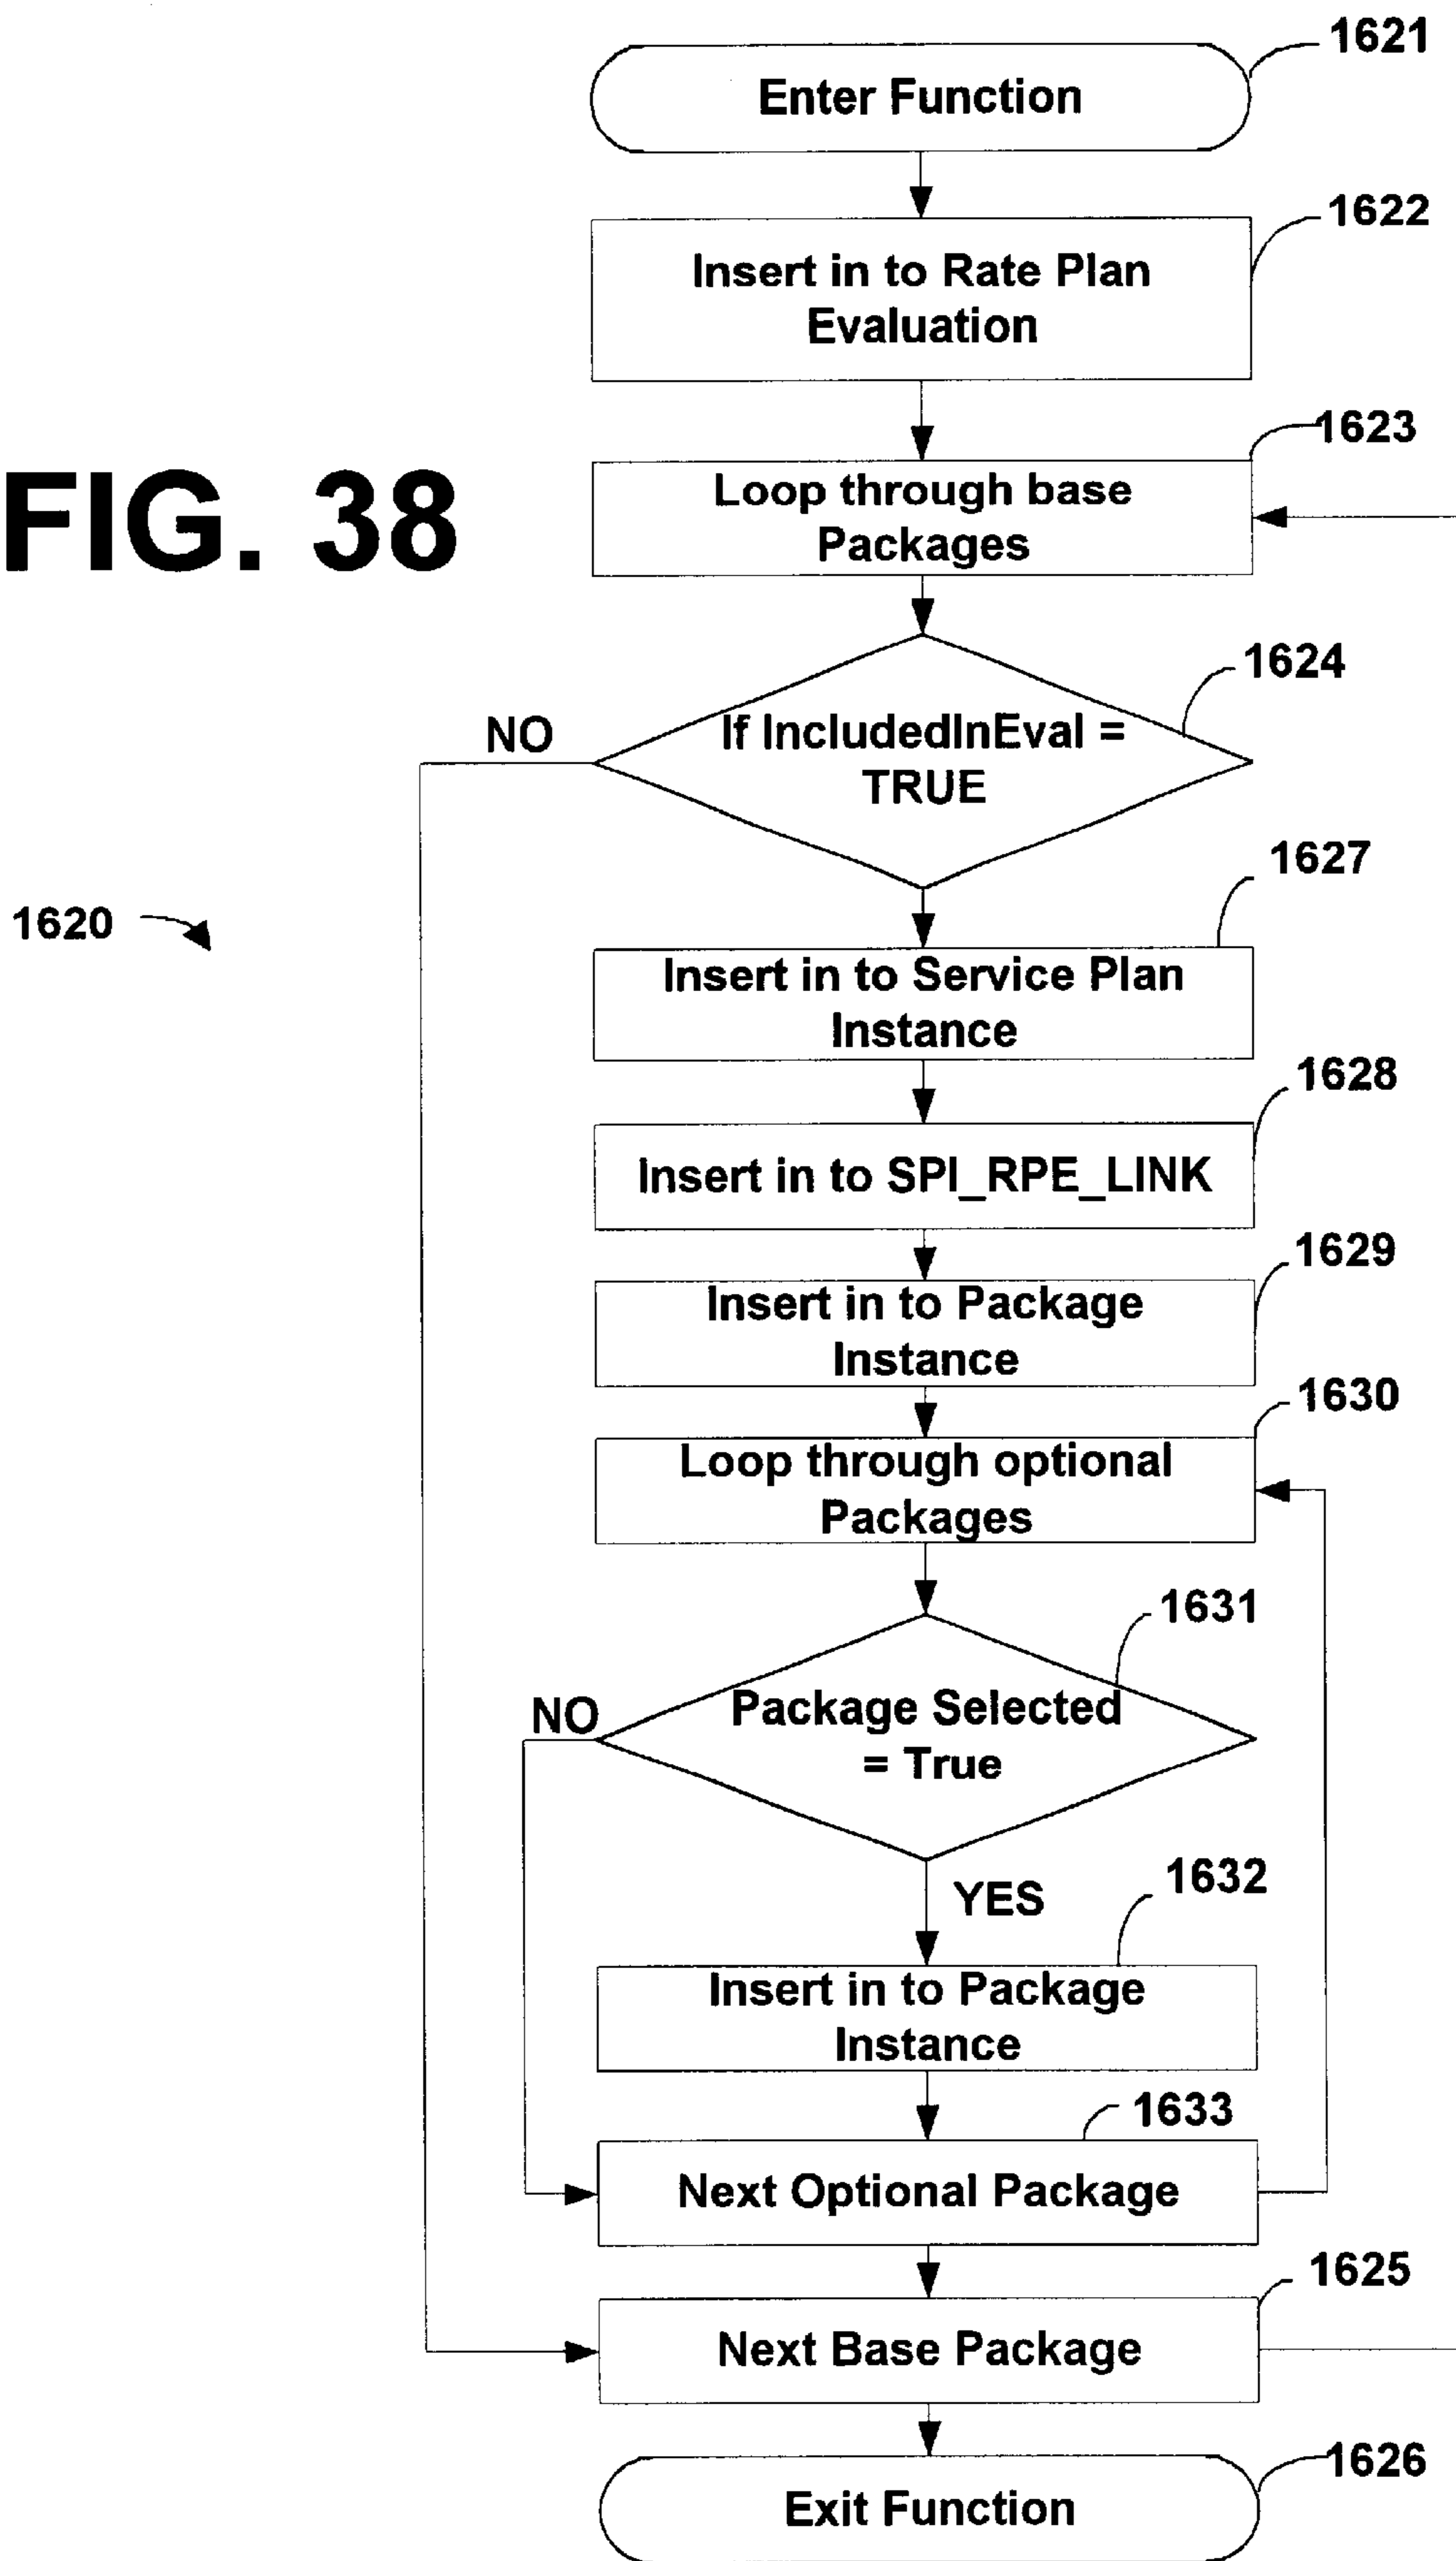 1621
Enter Function
1622
Insert in to Rate Plan
Evaluation
1623
Loop through base
Packages
FIG. 38
1624
NO
If IncludedInEval =
TRUE
1627
1620
Insert in to Service Plan
Instance
1628
Insert in to SPI_RPE_LINK
1629
Insert in to Package
Instance
1630
Loop through optional
Packages
1631
NO
Package Selected
= True
1632
YES
Insert in to Package
Instance
1633
Next Optional Package
1625
Next Base Package
1626
Exit Function